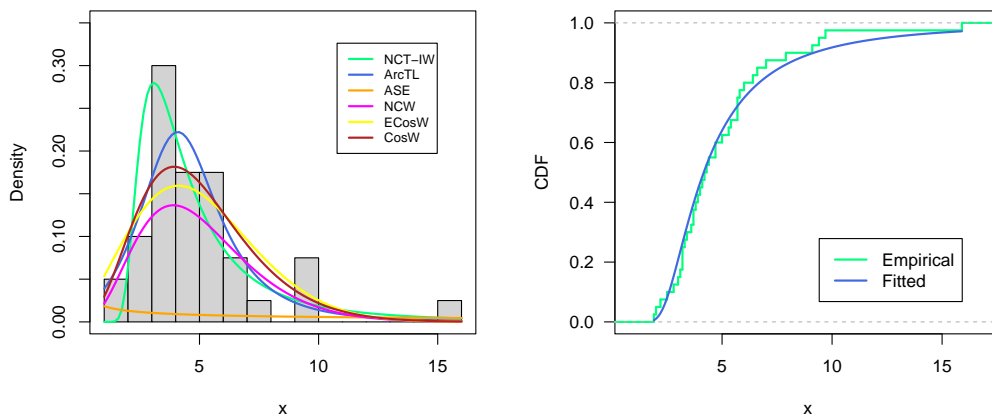 Density
0.00
0.10
0.20
0.30
5
10
15
x
NCT-IW
ArcTL
ASE
NCW
ECosW
CosW
CDF
0.0
0.2
0.4
0.6
0.8
1.0
5
10
15
x
Empirical
Fitted